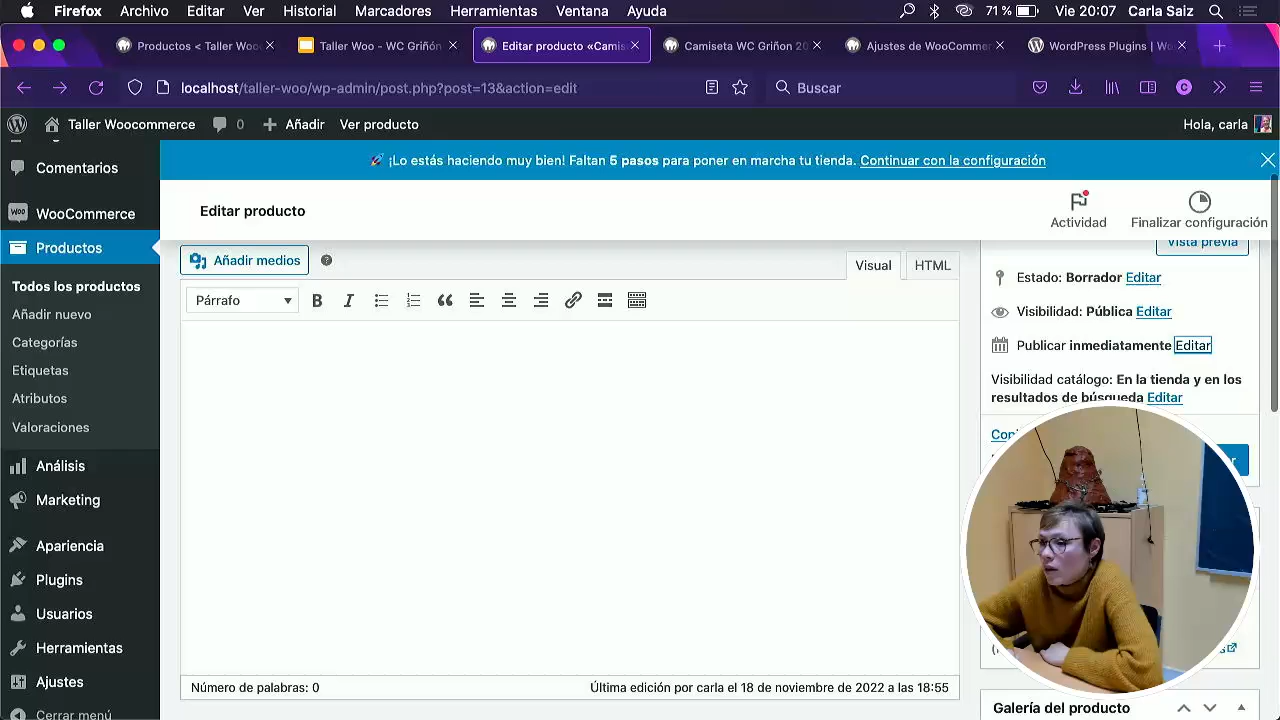 Firefox Archivo Editar Ver Historial Marcadores Herramientas Ventana Ayuda 71 % Vie 20:07 Carla Saiz
Productos < Taller Wooc
Taller Woo - WC Griñón
Editar producto «Camis
Camiseta WC Griñon 20
Ajustes de WooCommer
WordPress Plugins | Wo
localhost/taller-woo/wp-admin/post.php?post=13&action=edit
Buscar
Taller Woocommerce 0 Añadir Ver producto Hola, carla
Comentarios
WooCommerce
Productos
Todos los productos
Añadir nuevo
Categorías
Etiquetas
Atributos
Valoraciones
Análisis
Marketing
Apariencia
Plugins
Usuarios
Herramientas
Ajustes
Cerrar menú
¡Lo estás haciendo muy bien! Faltan 5 pasos para poner en marcha tu tienda. Continuar con la configuración
Editar producto
Actividad
Finalizar configuración
Añadir medios
Visual HTML
Párrafo
Número de palabras: 0
Última edición por carla el 18 de noviembre de 2022 a las 18:55
Vista previa
Estado: Borrador Editar
Visibilidad: Pública Editar
Publicar inmediatamente Editar
Visibilidad catálogo: En la tienda y en los
resultados de búsqueda Editar
Galería del producto